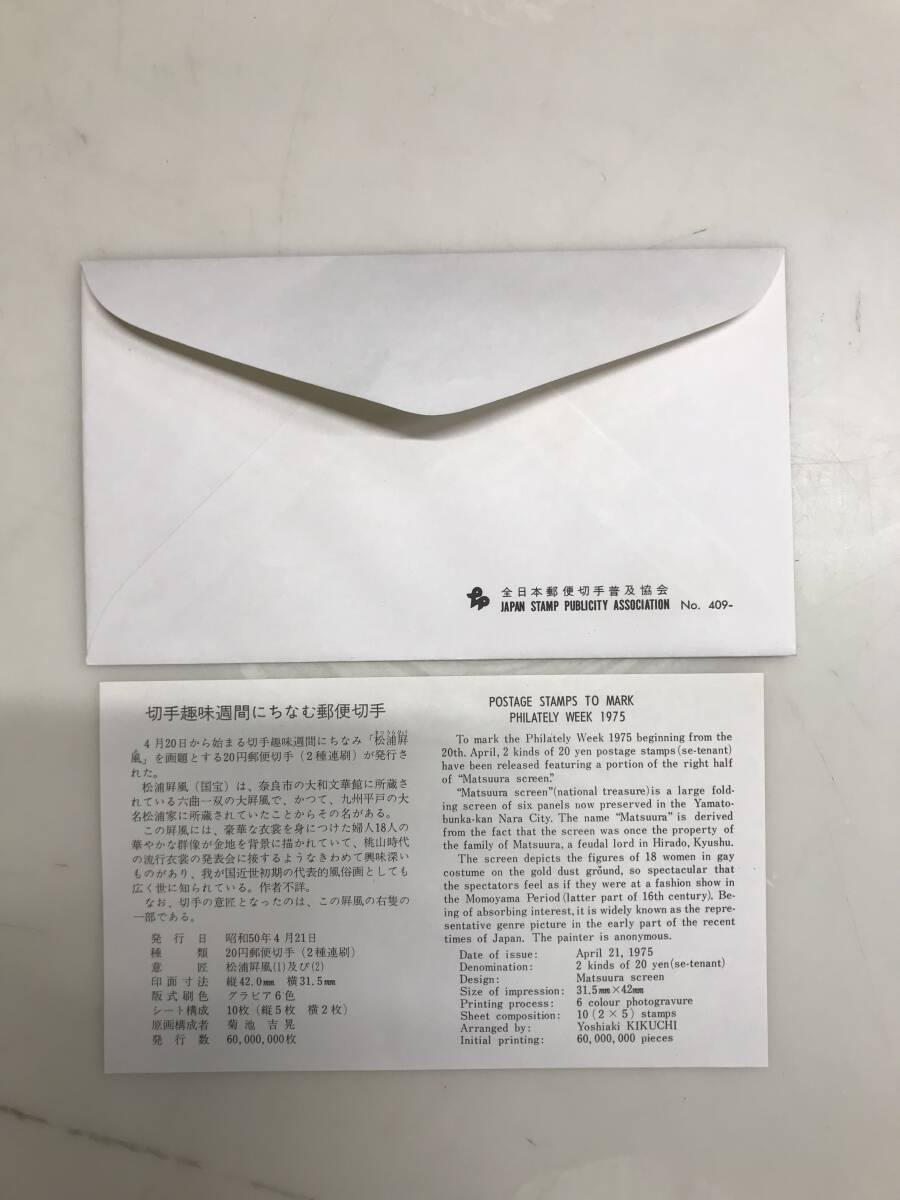 全日本郵便切手普及協会
JAPAN STAMP PUBLICITY ASSOCIATION No. 409-
切手趣味週間にちなむ郵便切手
4月20日から始まる切手趣味週間にちなみ「松浦屛
風」を画題とする20円郵便切手（2種連刷）が発行さ
れた。
松浦屛風（国宝）は、奈良市の大和文華館に所蔵さ
れている六曲一双の大屛風で、かつて、九州平戸の大
名松浦家に所蔵されていたことからその名がある。
この屛風には、豪華な衣裳を身につけた婦人18人の
華やかな群像が金地を背景に描かれていて、桃山時代
の流行衣裳の発表会に接するようなきわめて興味深い
ものがあり、我が国近世初期の代表的風俗画としても
広く世に知られている。作者不詳。
なお、切手の意匠となったのは、この屛風の右隻の
一部である。
発行日 昭和50年4月21日
種類 20円郵便切手（2種連刷）
意匠 松浦屛風(1)及び(2)
印面寸法 縦42.0mm 横31.5mm
版式刷色 グラビア6色
シート構成 10枚（縦5枚 横2枚）
原画構成者 菊池吉晃
発行数 60,000,000枚
POSTAGE STAMPS TO MARK
PHILATELY WEEK 1975
To mark the Philately Week 1975 beginning from the
20th. April, 2 kinds of 20 yen postage stamps (se-tenant)
have been released featuring a portion of the right half
of "Matsuura screen."
"Matsuura screen"(national treasure) is a large fold-
ing screen of six panels now preserved in the Yamato-
bunka-kan Nara City. The name "Matsuura" is derived
from the fact that the screen was once the property of
the family of Matsuura, a feudal lord in Hirado, Kyushu.
The screen depicts the figures of 18 women in gay
costume on the gold dust ground, so spectacular that
the spectators feel as if they were at a fashion show in
the Momoyama Period (latter part of 16th century). Be-
ing of absorbing interest, it is widely known as the repre-
sentative genre picture in the early part of the recent
times of Japan. The painter is anonymous.
Date of issue: April 21, 1975
Denomination: 2 kinds of 20 yen (se-tenant)
Design: Matsuura screen
Size of impression: 31.5mm×42mm
Printing process: 6 colour photogravure
Sheet composition: 10 (2 × 5) stamps
Arranged by: Yoshiaki KIKUCHI
Initial printing: 60,000,000 pieces